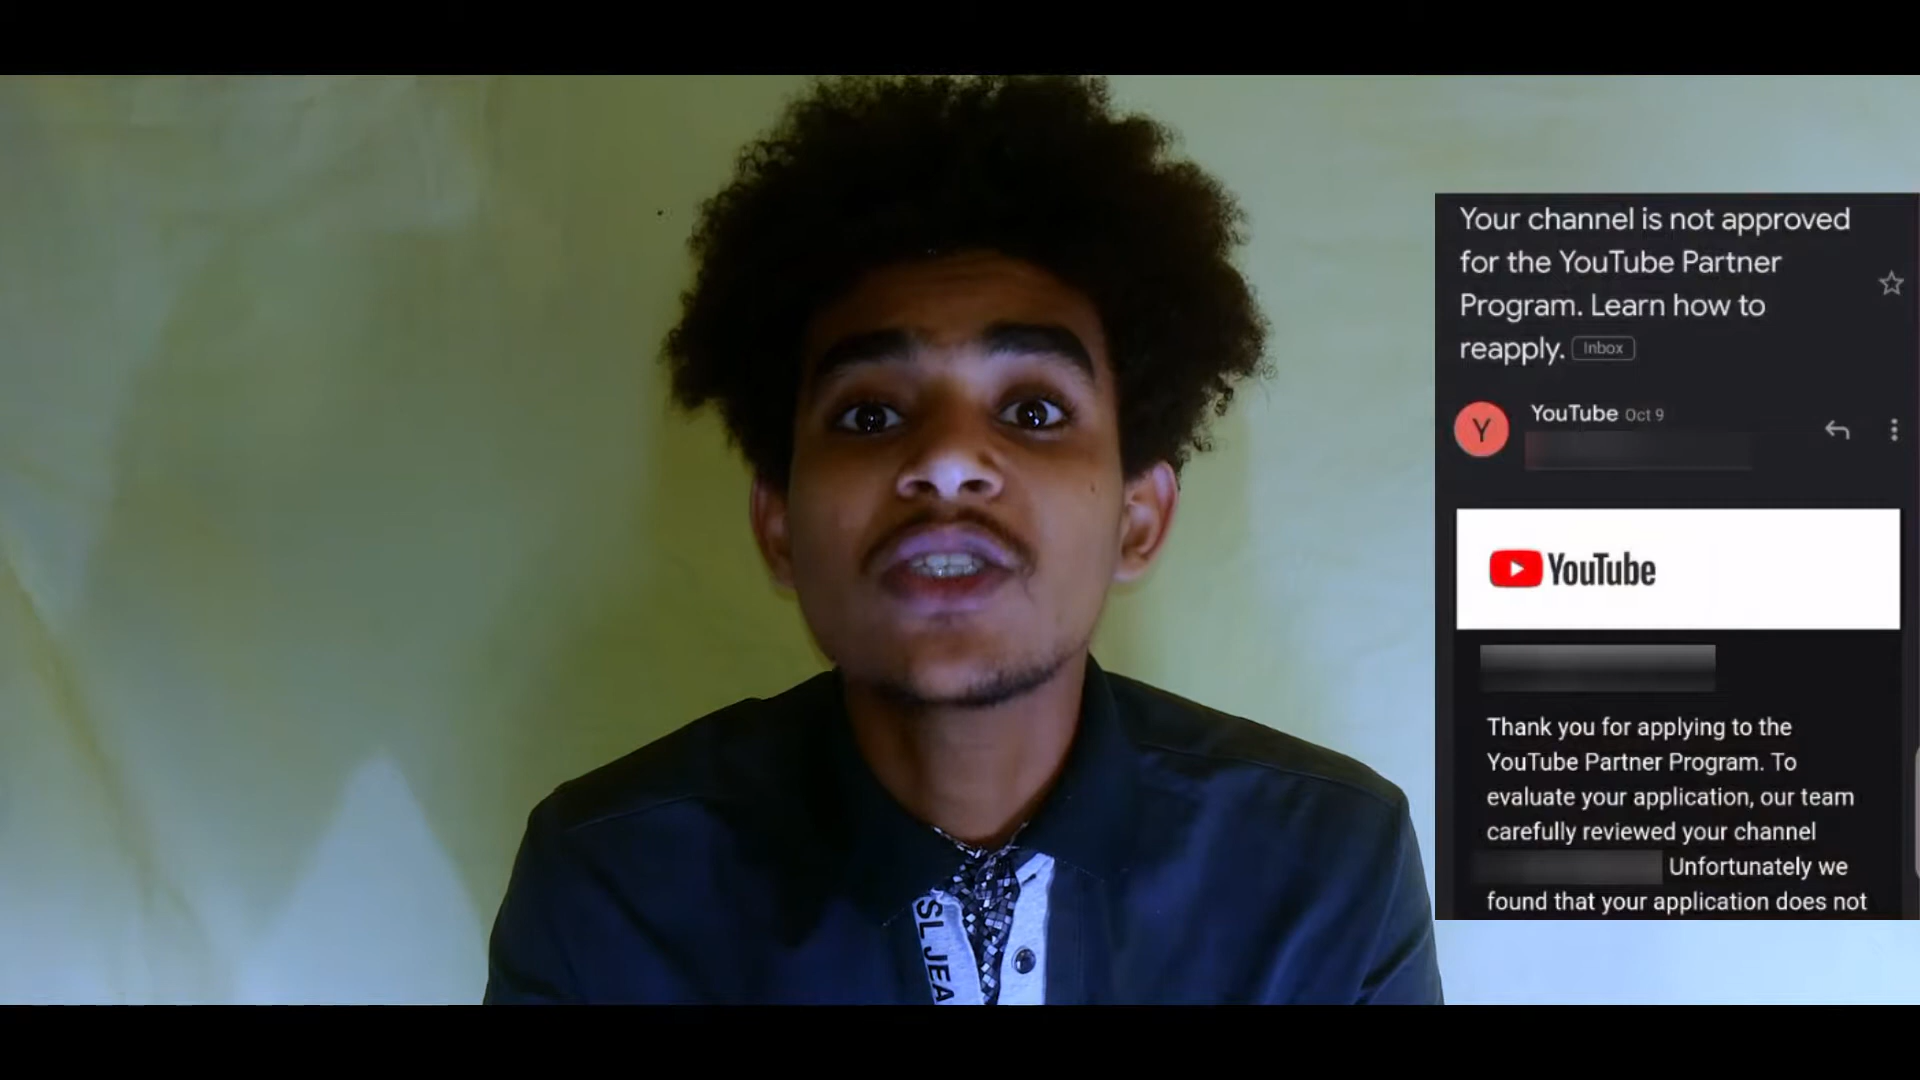 Your channel is not approved
for the YouTube Partner
Program. Learn how to
reapply. Inbox
Y
YouTube Oct 9
YouTube
Thank you for applying to the
YouTube Partner Program. To
evaluate your application, our team
carefully reviewed your channel
Unfortunately we
found that your application does not
SL JEA